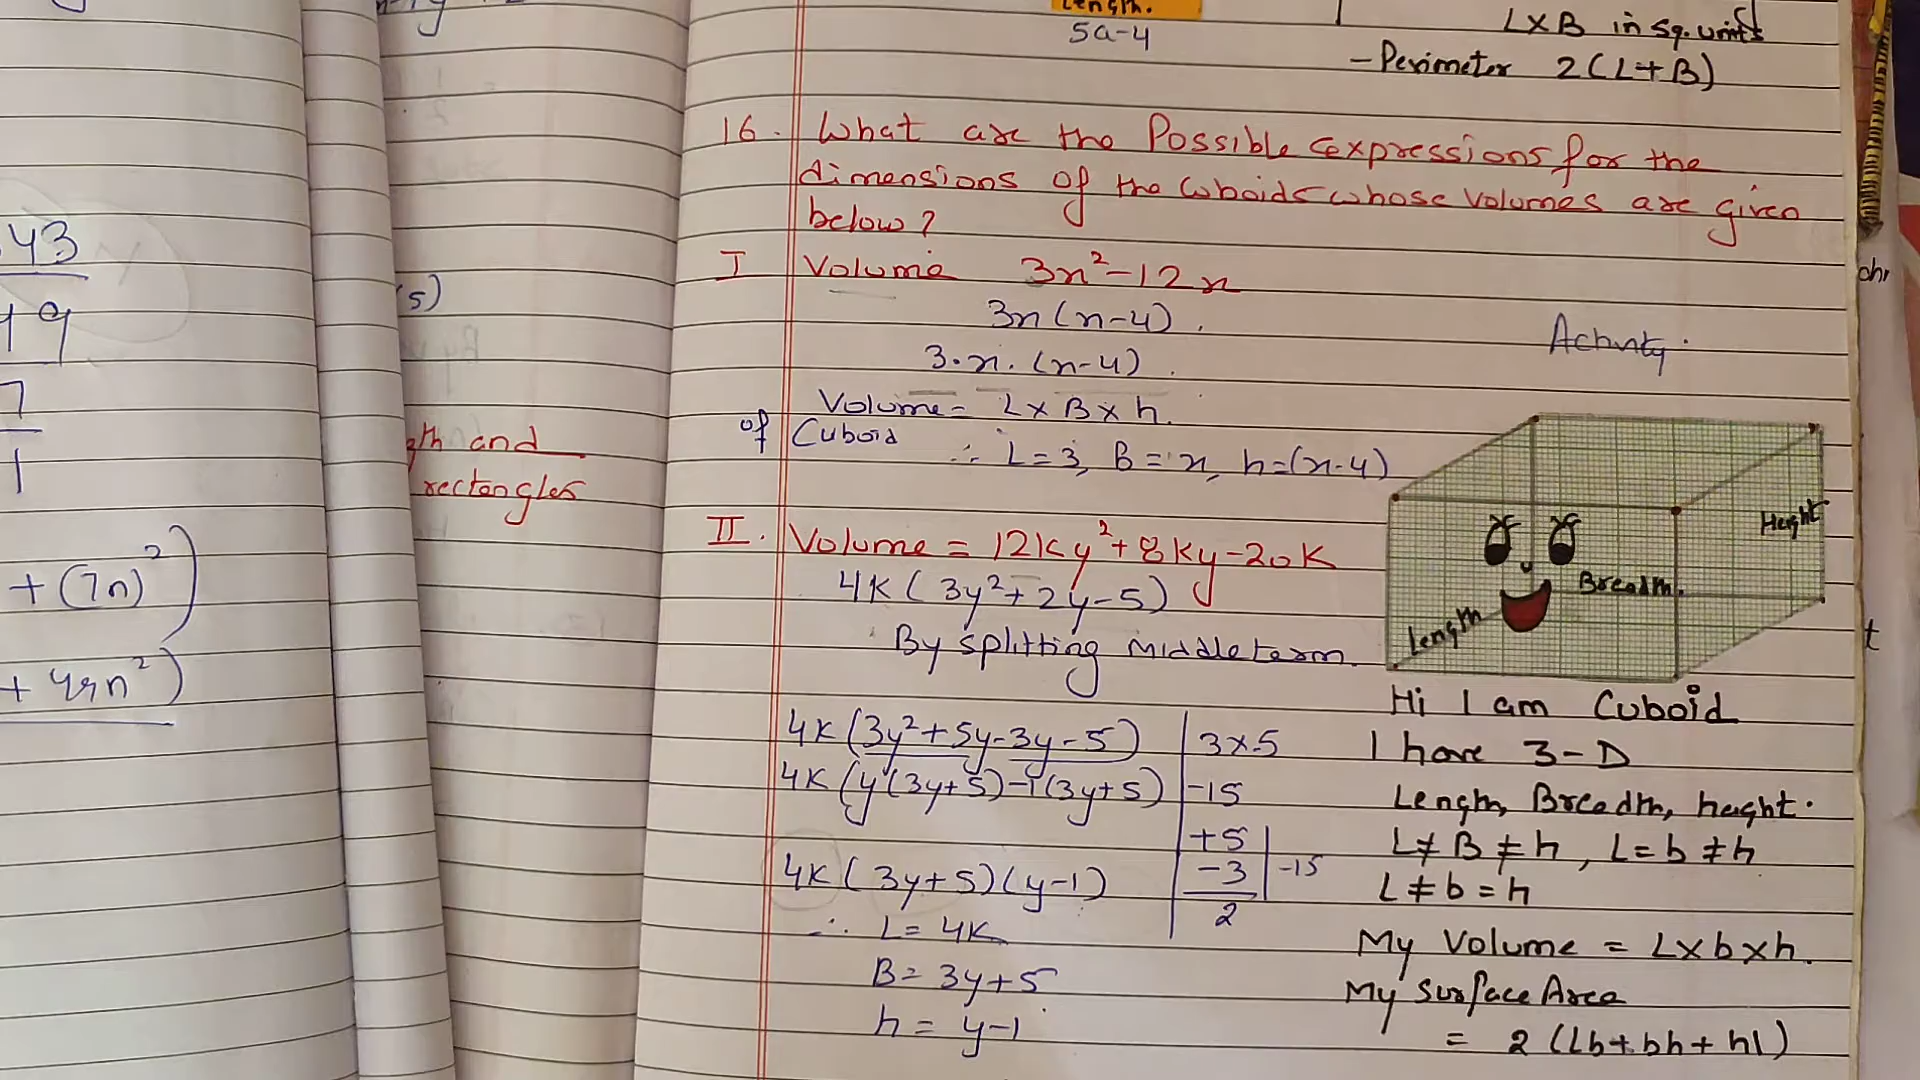 43
19
7
1
+ (7n)²)
+ 49n²)
5)
gth and
rectangles
Length.
5a-4
L×B in sq. units
- Perimeter 2(L+B)
16. What are the Possible expressions for the
dimensions of the Cuboids whose Volumes are given
below?
I Volume 3x²-12x
3x(x-4).
3.x.(x-4).
Volume = L×B×h.
of Cuboid
∴ L=3, B=x, h=(x-4)
II. Volume = 12Ky²+8Ky-20K
4K(3y²+2y-5)
By splitting Middle term.
4K(3y²+5y-3y-5)
4K(y(3y+5)-1(3y+5)
4K(3y+5)(y-1)
∴ L= 4K
B= 3y+5
h= y-1
3×-5
-15
+5
-3 -15
2
Activity.
Height
Breadth.
Length
Hi I am Cuboid
I have 3-D
Length, Breadth, height.
L≠B≠h, L=b≠h
L≠b=h
My Volume = L×b×h.
My Surface Area
= 2(lb+bh+hl)
t